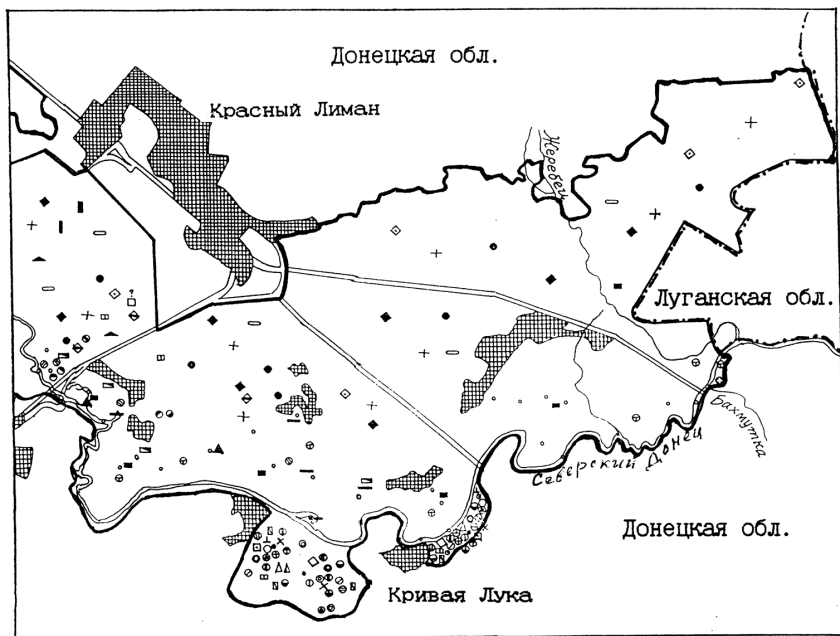 Донецкая обл.
Красный Лиман
Жеребец
?
Луганская обл.
Бахмутка
Северский Донец
Донецкая обл.
Кривая Лука